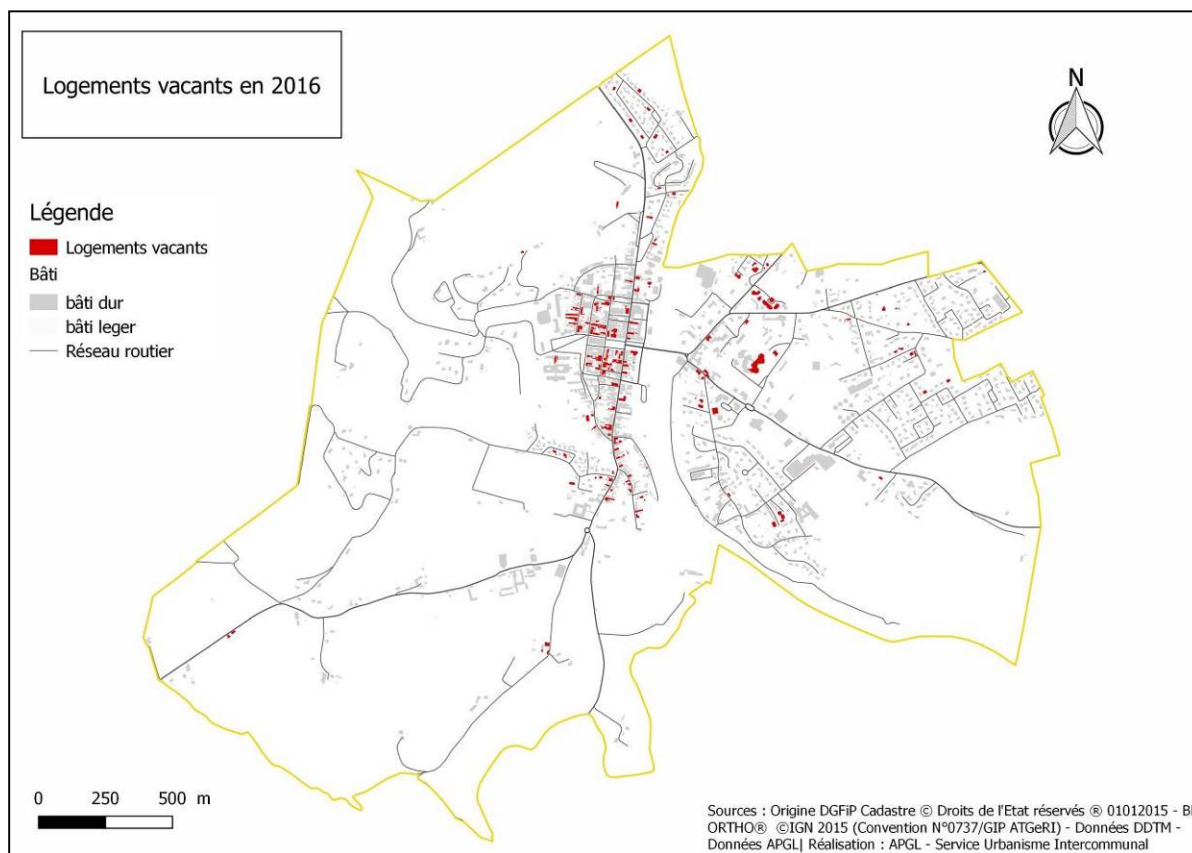 Logements vacants en 2016
N
Légende
Logements vacants
Bâti
bâti dur
bâti leger
Réseau routier
0 250 500 m
Sources : Origine DGFiP Cadastre © Droits de l'Etat réservés ® 01012015 -
ORTHO® ©IGN 2015 (Convention N°0737/GIP ATGeRI) - Données DDTM -
Données APGL| Réalisation : APGL - Service Urbanisme Intercommunal